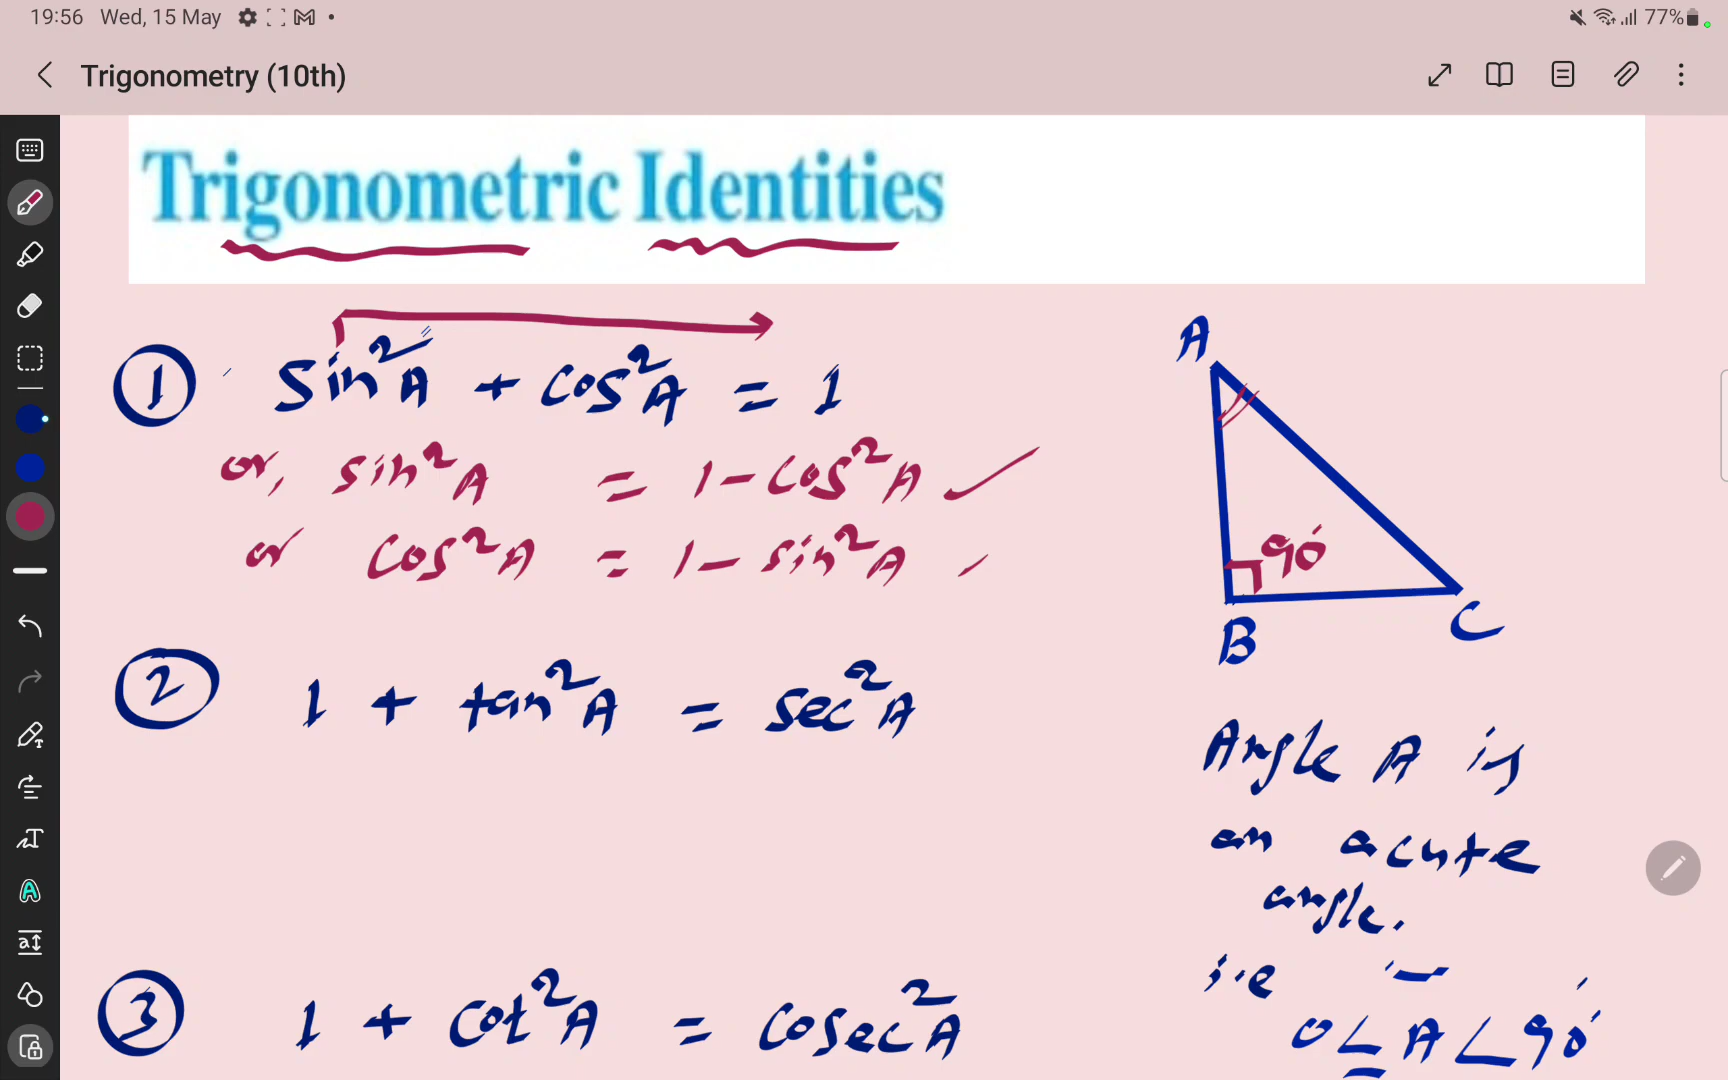 19:56 Wed, 15 May
77%
Trigonometry (10th)
Trigonometric Identities
① sin²A + cos²A = 1
or, sin²A = 1 - cos²A ✓
or cos²A = 1 - sin²A
② 1 + tan²A = sec²A
③ 1 + cot²A = cosec²A
A
90°
B
C
Angle A is
an acute
angle.
i.e
0 ≤ A < 90°